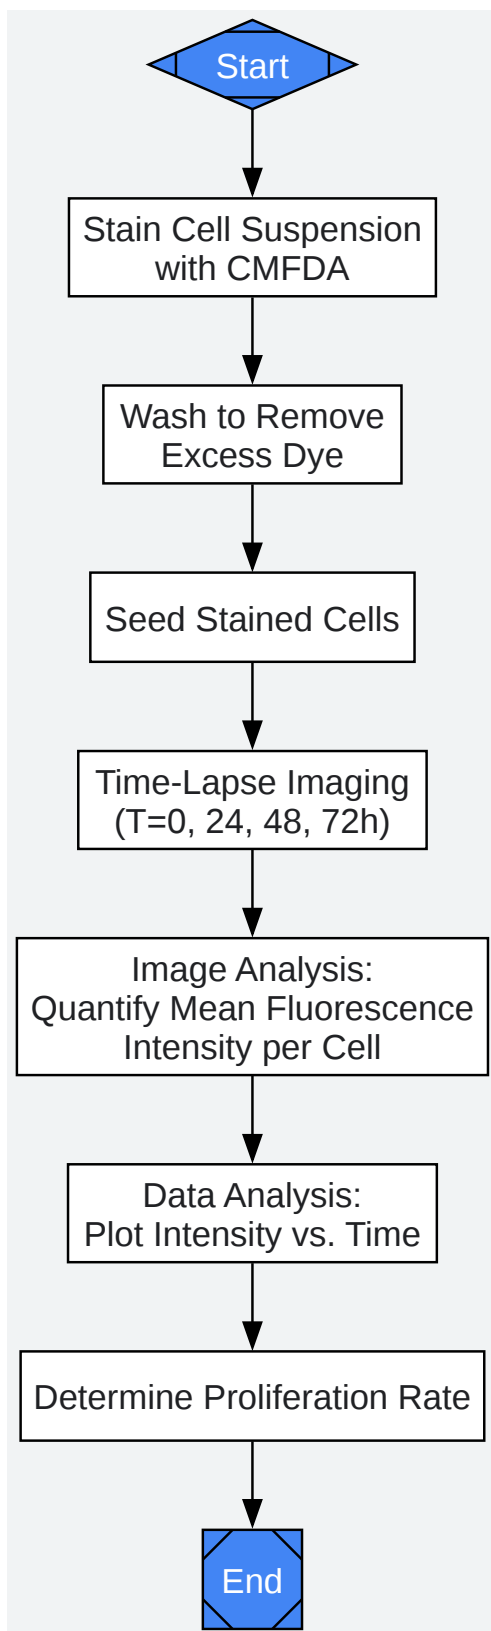 Start
Stain Cell Suspension
with CMFDA
Wash to Remove
Excess Dye
Seed Stained Cells
Time-Lapse Imaging
(T=0, 24, 48, 72h)
Image Analysis:
Quantify Mean Fluorescence
Intensity per Cell
Data Analysis:
Plot Intensity vs. Time
Determine Proliferation Rate
End